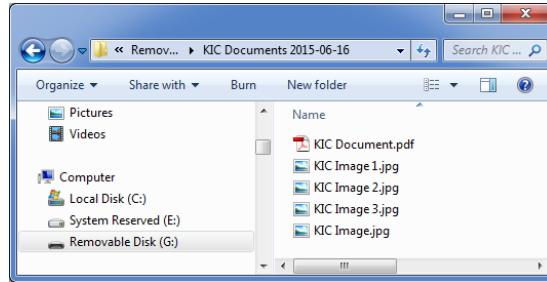 « Remov... ▸ KIC Documents 2015-06-16
Search KIC ...
Organize Share with Burn New folder
Pictures
Videos
Computer
Local Disk (C:)
System Reserved (E:)
Removable Disk (G:)
Name
KIC Document.pdf
KIC Image 1.jpg
KIC Image 2.jpg
KIC Image 3.jpg
KIC Image.jpg